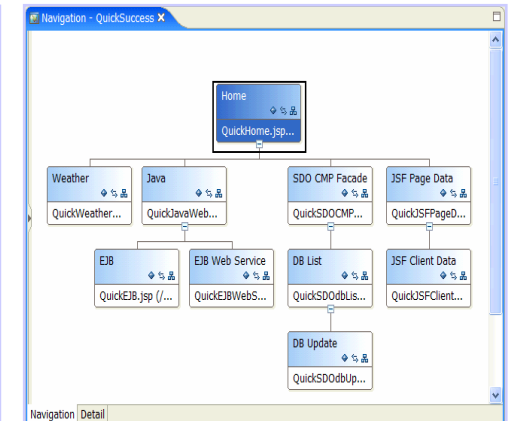 Navigation - QuickSuccess
Home
QuickHome.jsp...
Weather
QuickWeather...
Java
QuickJavaWeb...
SDO CMP Facade
QuickSDOCMP...
JSF Page Data
QuickJSFPageD...
EJB
QuickEJB.jsp (/...
EJB Web Service
QuickEJBWebS...
DB List
QuickSDOdbLis...
JSF Client Data
QuickJSFClient...
DB Update
QuickSDOdbUp...
Navigation Detail